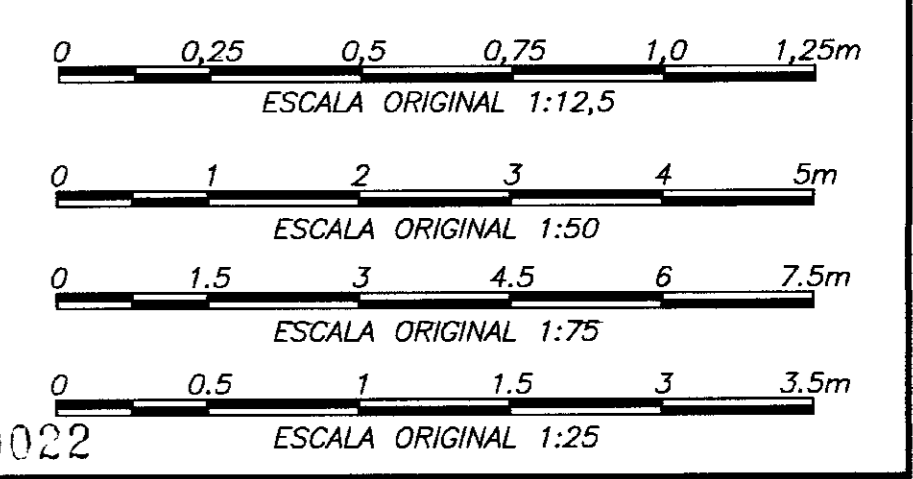 0 0,25 0,5 0,75 1,0 1,25m
ESCALA ORIGINAL 1:12,5
0 1 2 3 4 5m
ESCALA ORIGINAL 1:50
0 1.5 3 4.5 6 7.5m
ESCALA ORIGINAL 1:75
0 0.5 1 1.5 3 3.5m
ESCALA ORIGINAL 1:25
022